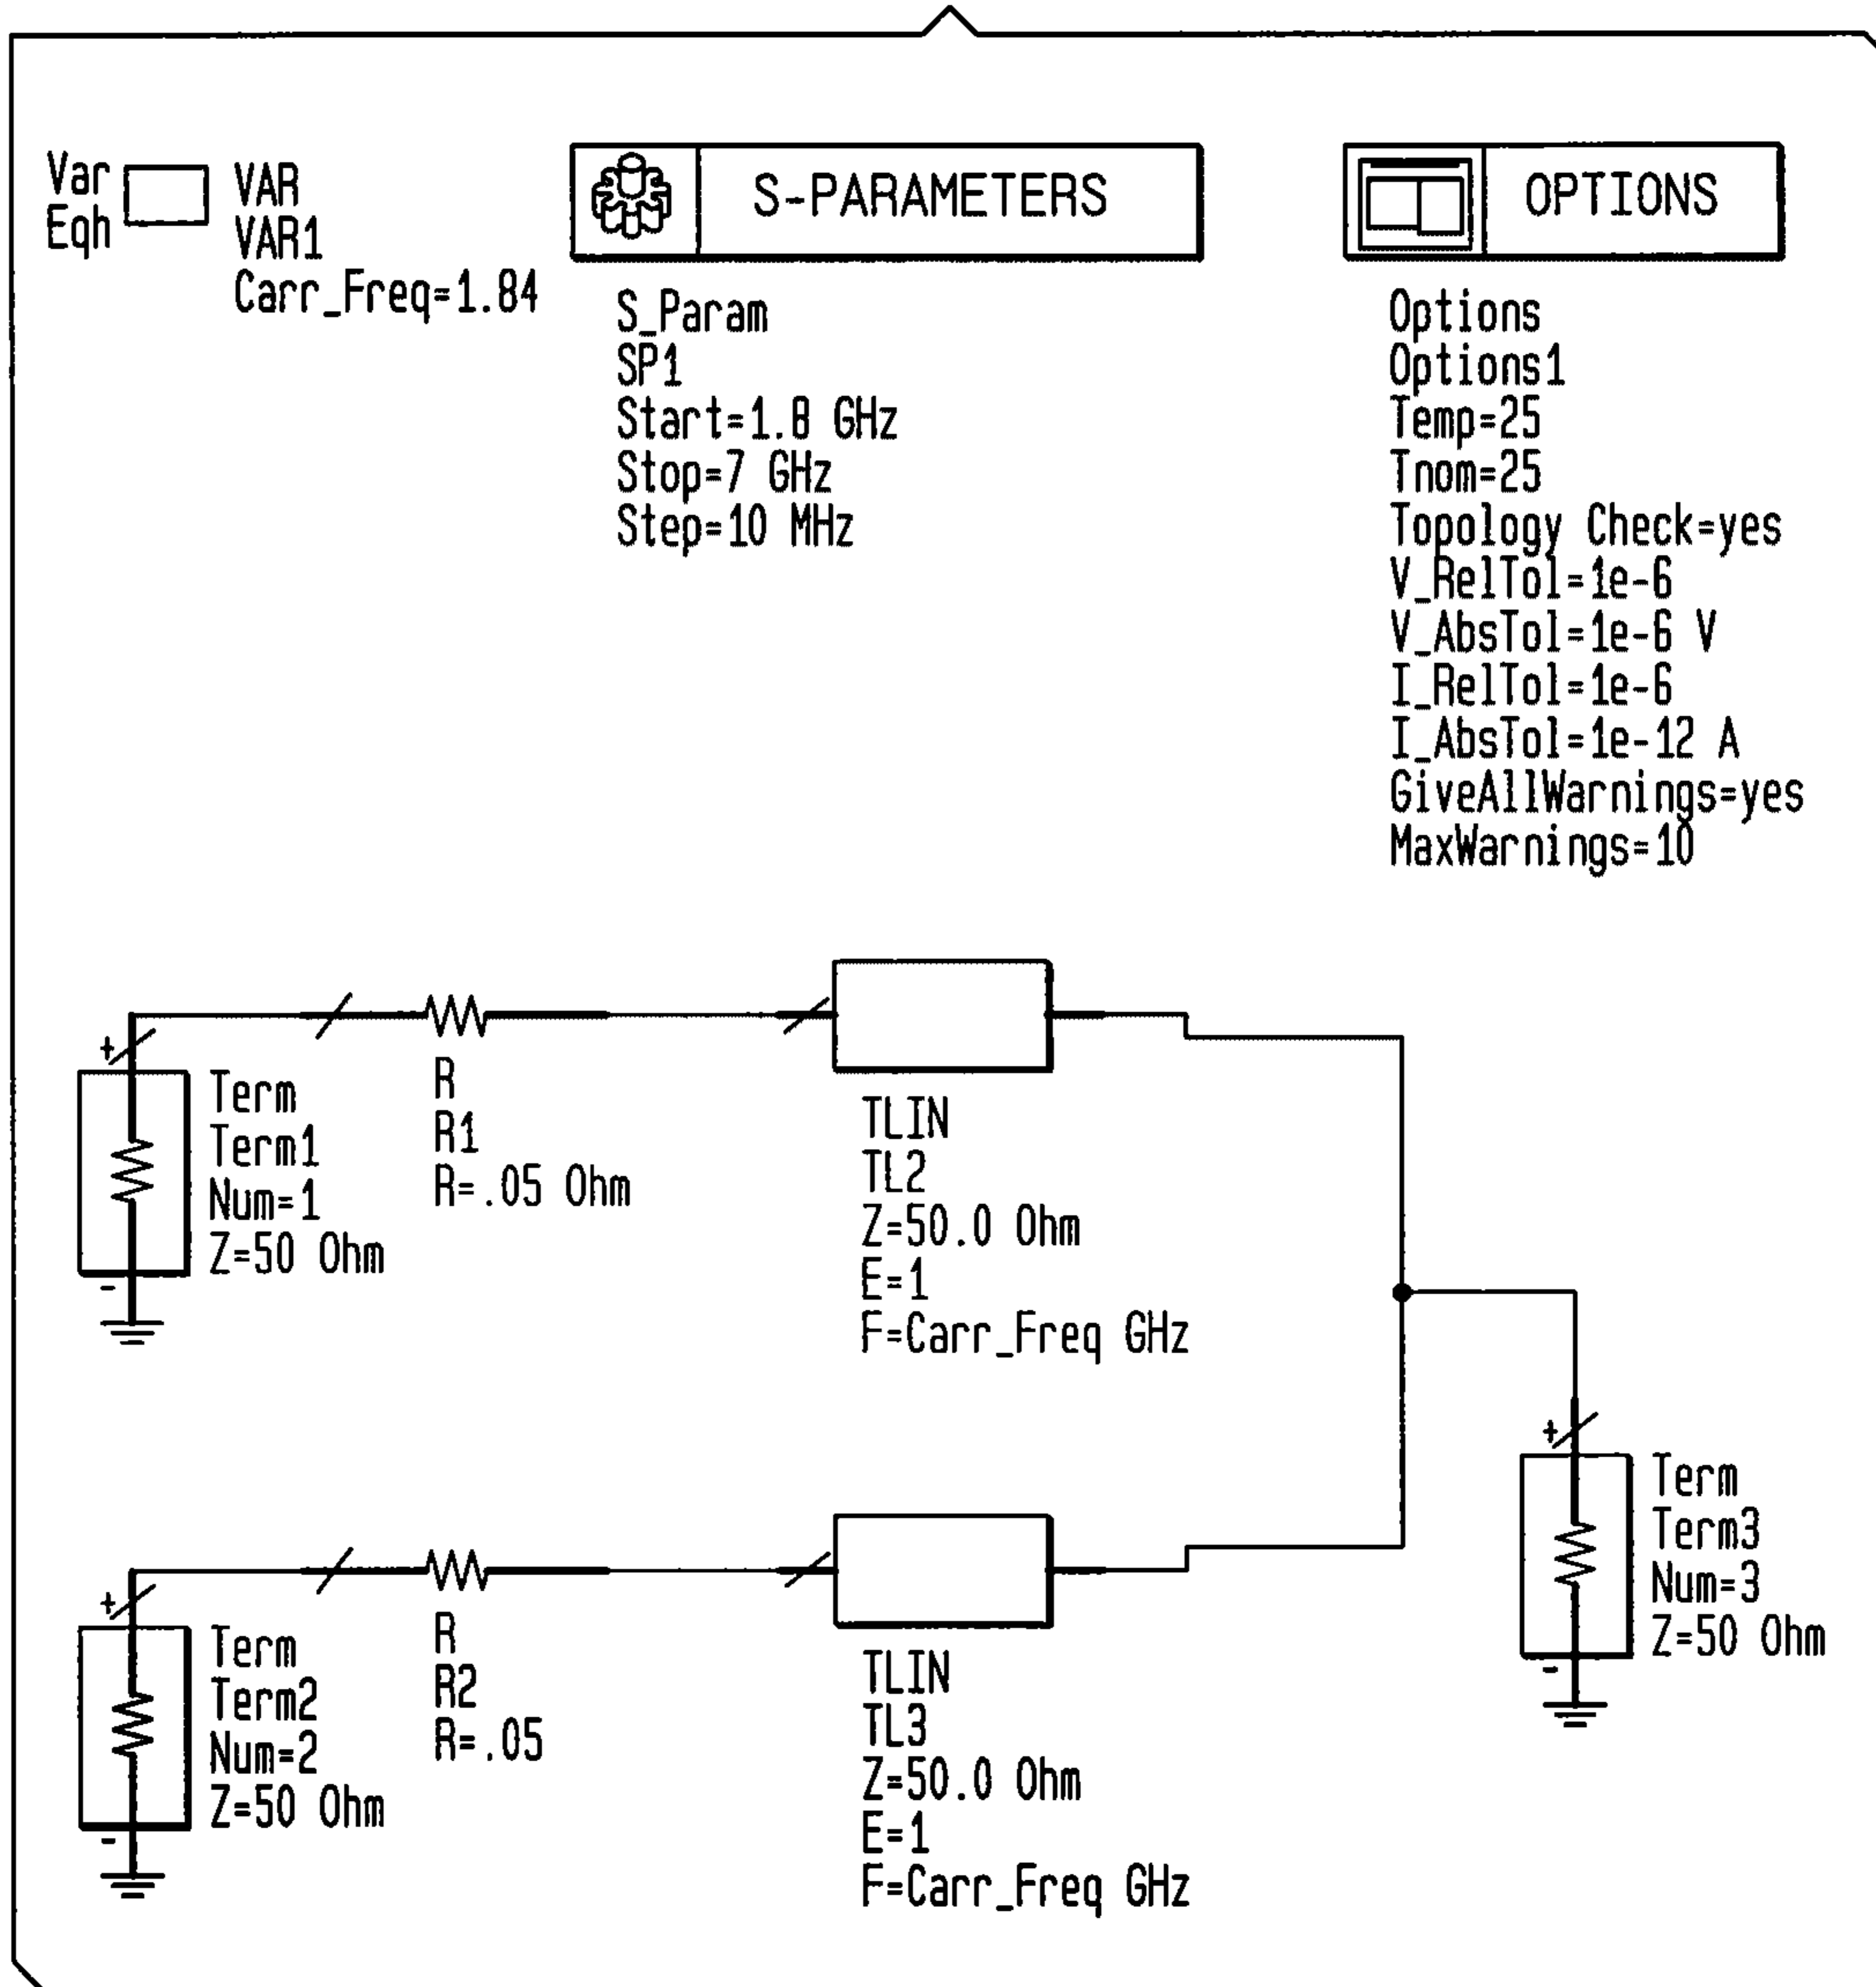 Var
Eqh
VAR
VAR1
Carr_Freq=1.84
S-PARAMETERS
S_Param
SP1
Start=1.8 GHz
Stop=7 GHz
Step=10 MHz
OPTIONS
Options
Options1
Temp=25
Tnom=25
Topology Check=yes
V_RelTol=1e-6
V_AbsTol=1e-6 V
I_RelTol=1e-6
I_AbsTol=1e-12 A
GiveAllWarnings=yes
MaxWarnings=10
+
-
Term
Term1
Num=1
Z=50 Ohm
R
R1
R=.05 Ohm
TLIN
TL2
Z=50.0 Ohm
E=1
F=Carr_Freq GHz
+
-
Term
Term2
Num=2
Z=50 Ohm
R
R2
R=.05
TLIN
TL3
Z=50.0 Ohm
E=1
F=Carr_Freq GHz
+
-
Term
Term3
Num=3
Z=50 Ohm